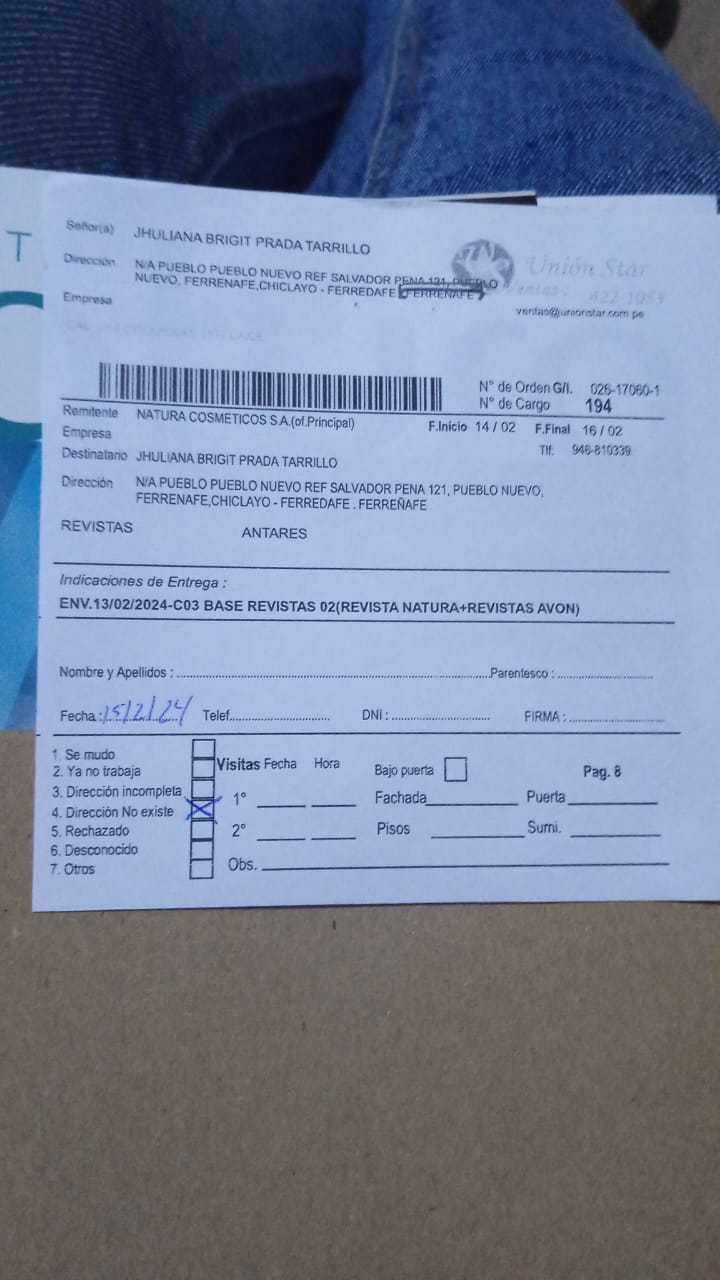 T
Señor(a) JHULIANA BRIGIT PRADA TARRILLO
Dirección N/A PUEBLO PUEBLO NUEVO REF SALVADOR PENA 121, PUEBLO
NUEVO, FERRENAFE,CHICLAYO - FERREDAFE . FERREÑAFE
Empresa
Unión Star
Ventas: 422 1054
ventas@unionstar.com.pe
N° de Orden G/I. 026-17060-1
N° de Cargo 194
Remitente NATURA COSMETICOS S.A.(of.Principal) F.Inicio 14 / 02 F.Final 16 / 02
Empresa Tlf: 946-810339
Destinatario JHULIANA BRIGIT PRADA TARRILLO
Dirección N/A PUEBLO PUEBLO NUEVO REF SALVADOR PENA 121, PUEBLO NUEVO,
FERRENAFE,CHICLAYO - FERREDAFE . FERREÑAFE
REVISTAS ANTARES
Indicaciones de Entrega :
ENV.13/02/2024-C03 BASE REVISTAS 02(REVISTA NATURA+REVISTAS AVON)
Nombre y Apellidos : Parentesco :
Fecha : 15/2/24 Telef. DNI : FIRMA :
1. Se mudo
2. Ya no trabaja
3. Dirección incompleta
4. Dirección No existe
5. Rechazado
6. Desconocido
7. Otros
Visitas Fecha Hora Bajo puerta Pag. 8
1° Fachada Puerta
2° Pisos Sumi.
Obs.